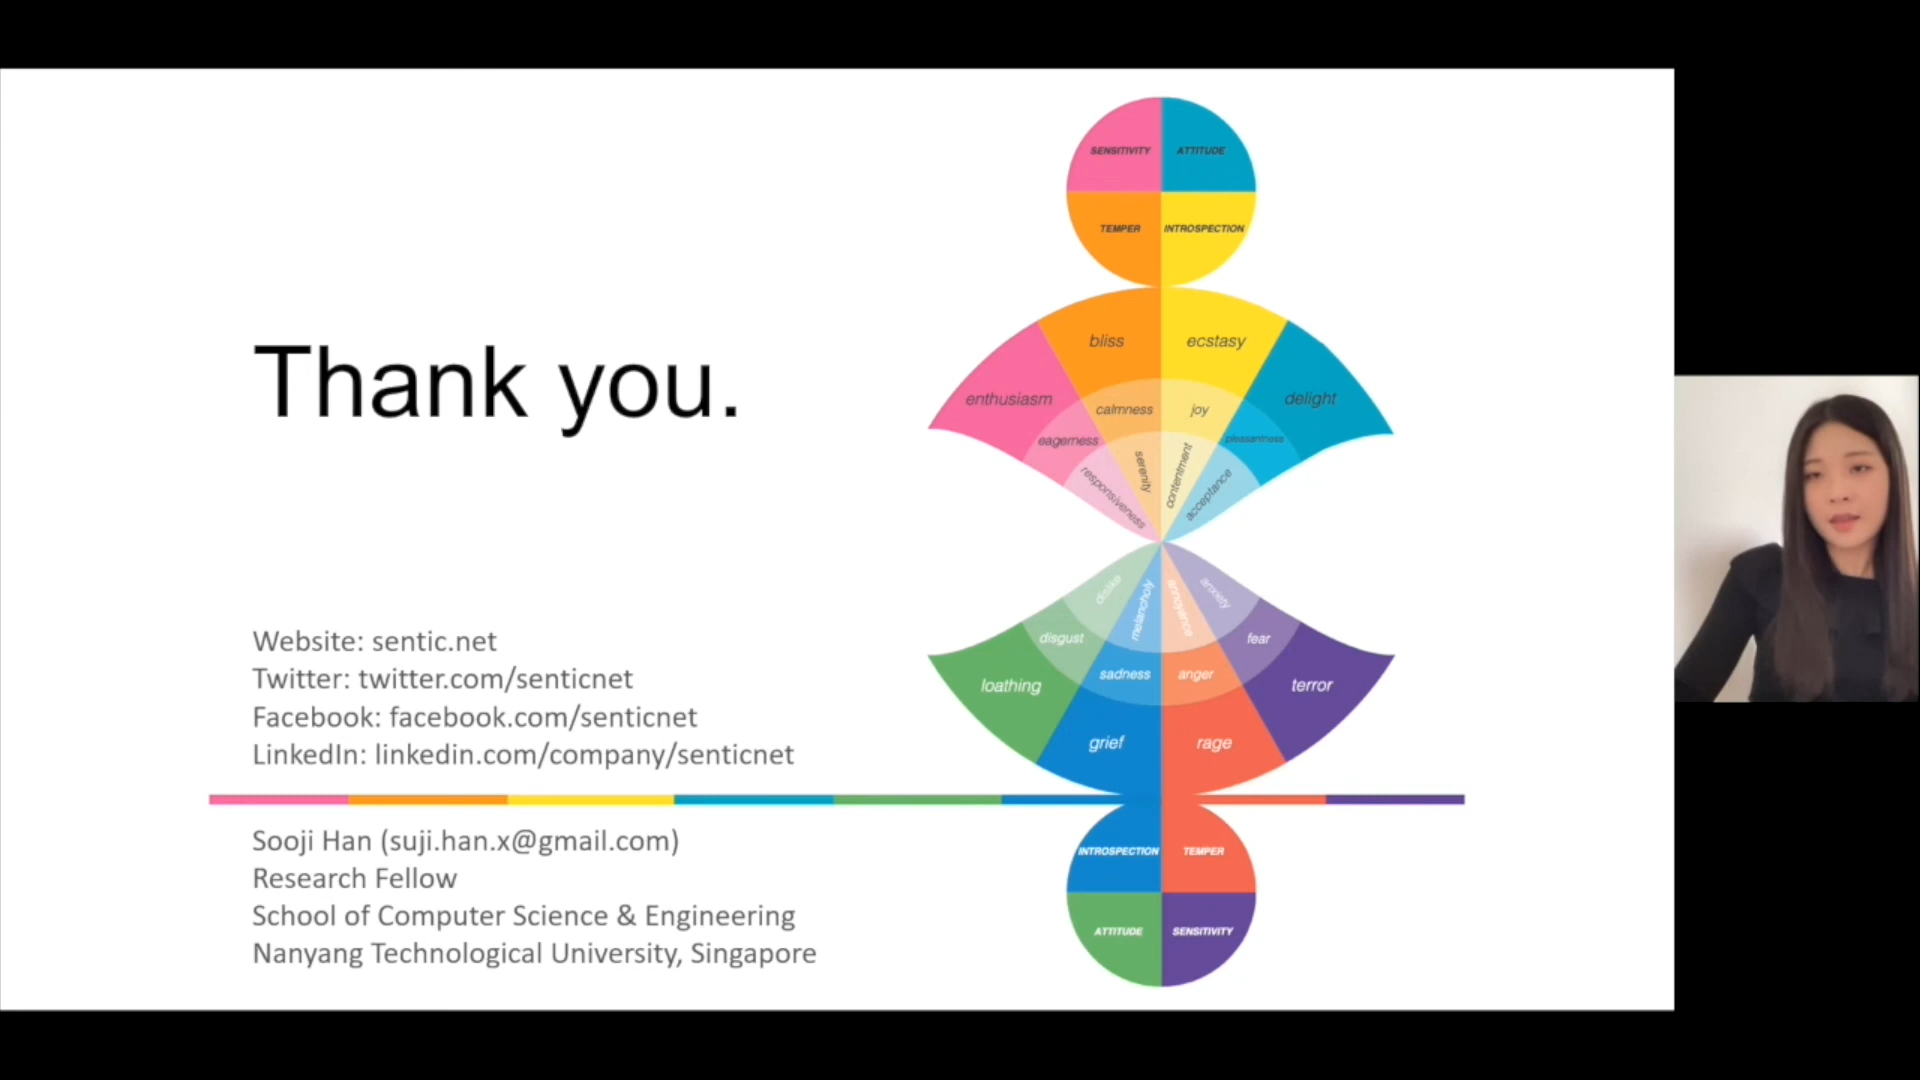 SENSITIVITY ATTITUDE
TEMPER INTROSPECTION
bliss ecstasy
enthusiasm delight
calmness joy
eagerness pleasantness
serenity contentment
responsiveness acceptance
Thank you.
dislike melancholy annoyance anxiety
disgust fear
sadness anger
loathing terror
grief rage
Website: sentic.net
Twitter: twitter.com/senticnet
Facebook: facebook.com/senticnet
LinkedIn: linkedin.com/company/senticnet
Sooji Han (suji.han.x@gmail.com)
Research Fellow
School of Computer Science & Engineering
Nanyang Technological University, Singapore
INTROSPECTION TEMPER
ATTITUDE SENSITIVITY